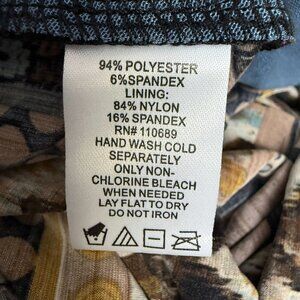 94% POLYESTER
6%SPANDEX
LINING:
84% NYLON
16% SPANDEX
RN# 110689
HAND WASH COLD
SEPARATELY
ONLY NON-
CHLORINE BLEACH
WHEN NEEDED
LAY FLAT TO DRY
DO NOT IRON